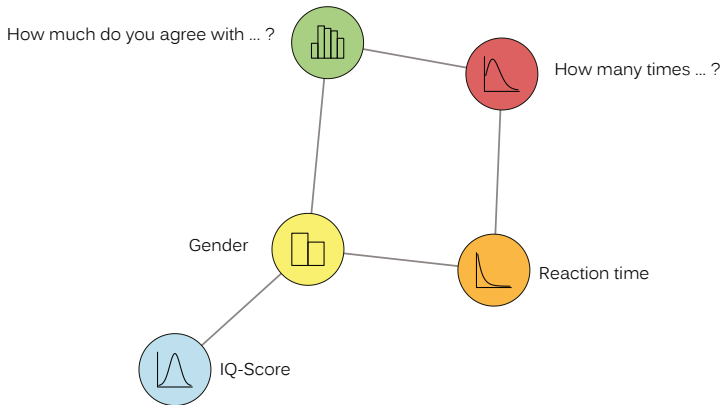 How much do you agree with ... ?
How many times ... ?
Gender
Reaction time
IQ-Score